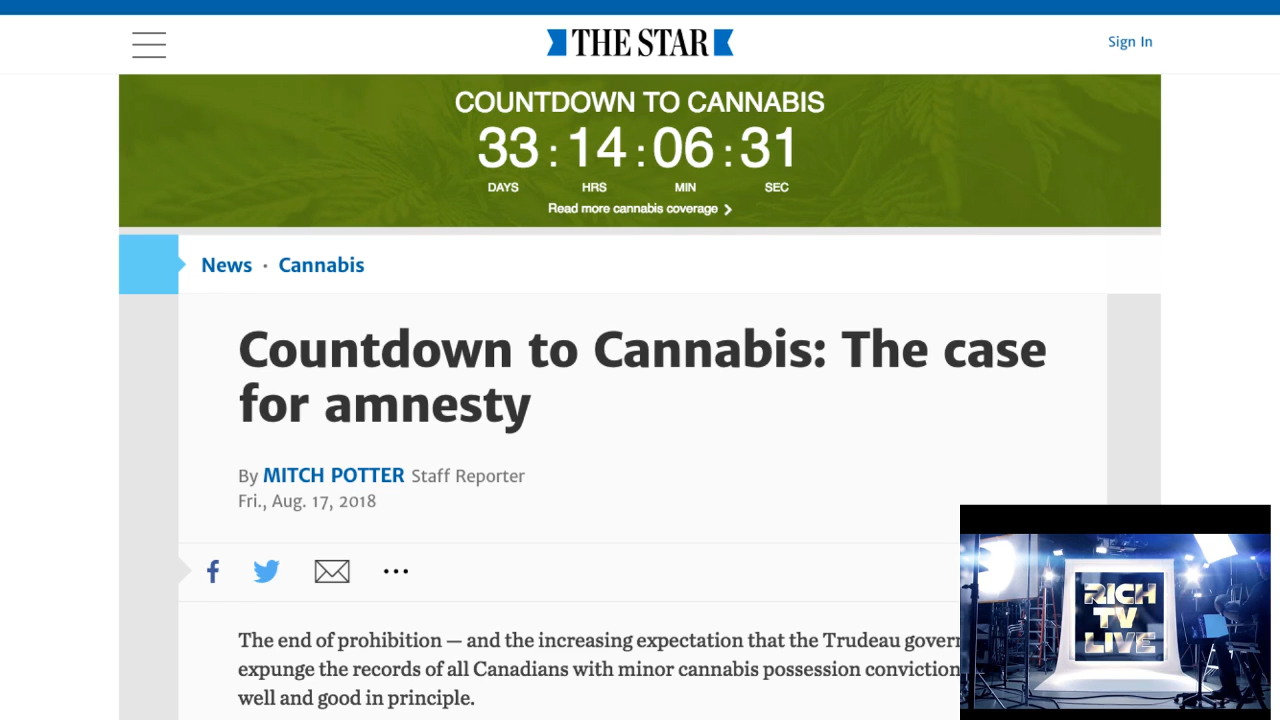 THE STAR
Sign In
COUNTDOWN TO CANNABIS
33 : 14 : 06 : 31
DAYS HRS MIN SEC
Read more cannabis coverage
News · Cannabis
Countdown to Cannabis: The case
for amnesty
By MITCH POTTER Staff Reporter
Fri., Aug. 17, 2018
The end of prohibition — and the increasing expectation that the Trudeau govern
expunge the records of all Canadians with minor cannabis possession conviction
well and good in principle.
RICH
TV
LIVE